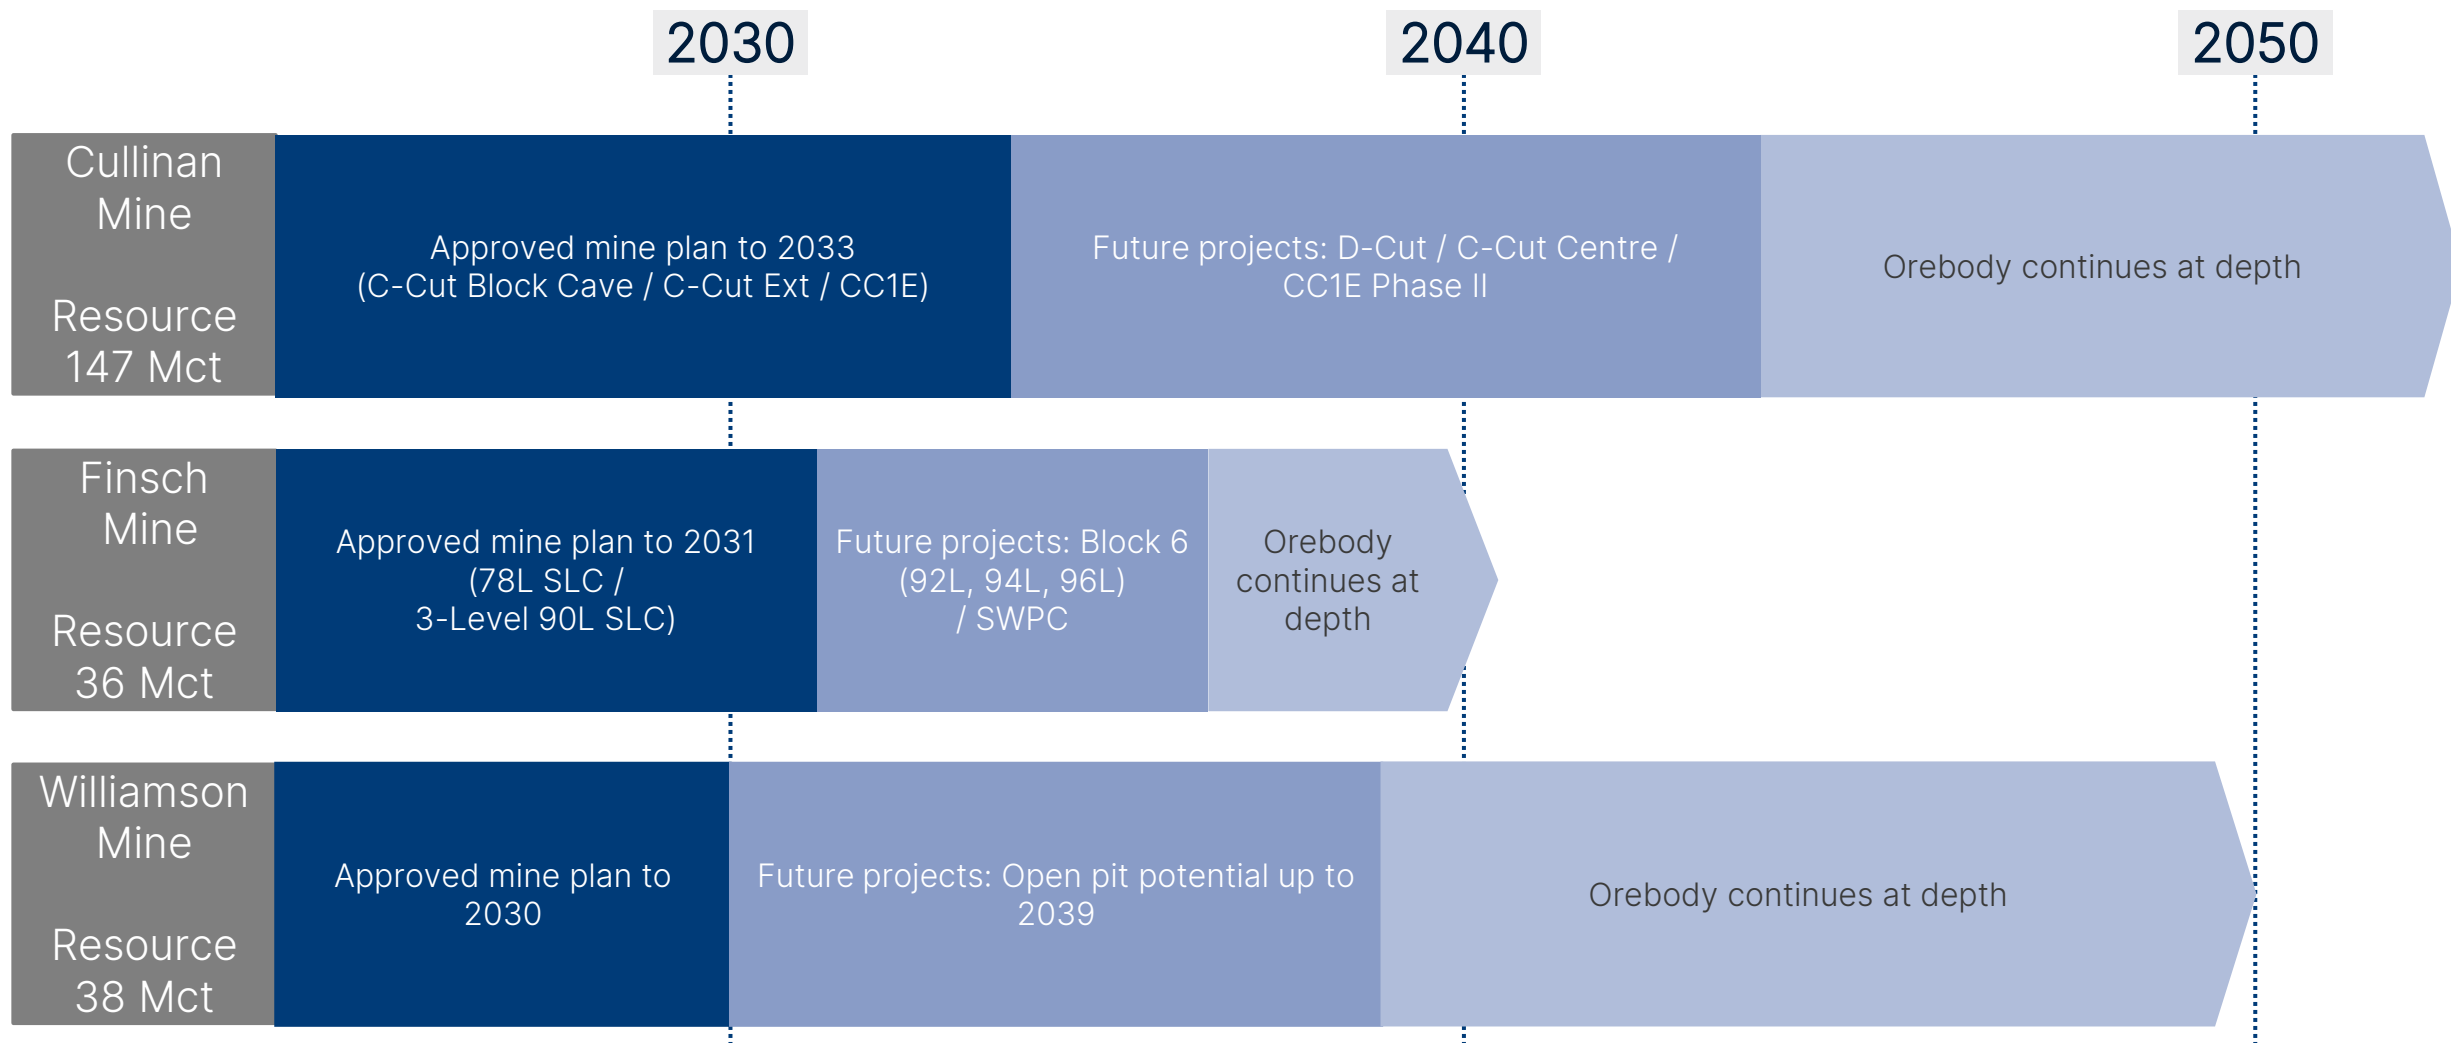 2030
2040
2050
Cullinan
Mine
Resource
147 Mct
Approved mine plan to 2033
(C-Cut Block Cave / C-Cut Ext / CC1E)
Future projects: D-Cut / C-Cut Centre /
CC1E Phase II
Orebody continues at depth
Finsch
Mine
Resource
36 Mct
Approved mine plan to 2031
(78L SLC /
3-Level 90L SLC)
Future projects: Block 6
(92L, 94L, 96L)
/ SWPC
Orebody
continues at
depth
Williamson
Mine
Resource
38 Mct
Approved mine plan to
2030
Future projects: Open pit potential up to
2039
Orebody continues at depth